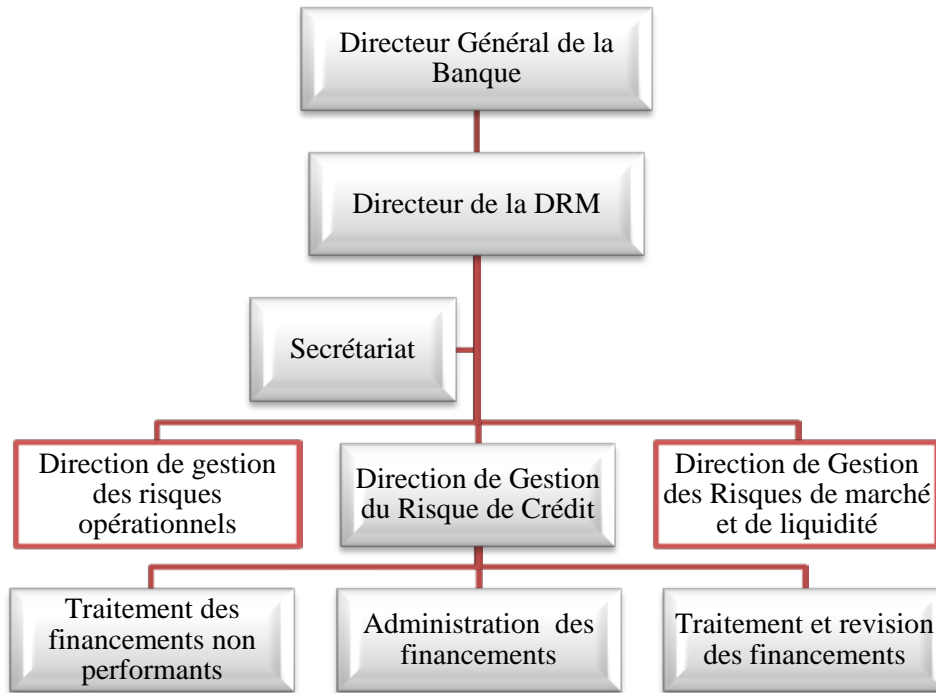 Directeur Général de la
Banque
Directeur de la DRM
Secrétariat
Direction de gestion
des risques
opérationnels
Direction de Gestion
du Risque de Crédit
Direction de Gestion
des Risques de marché
et de liquidité
Traitement des
financements non
performants
Administration des
financements
Traitement et revision
des financements